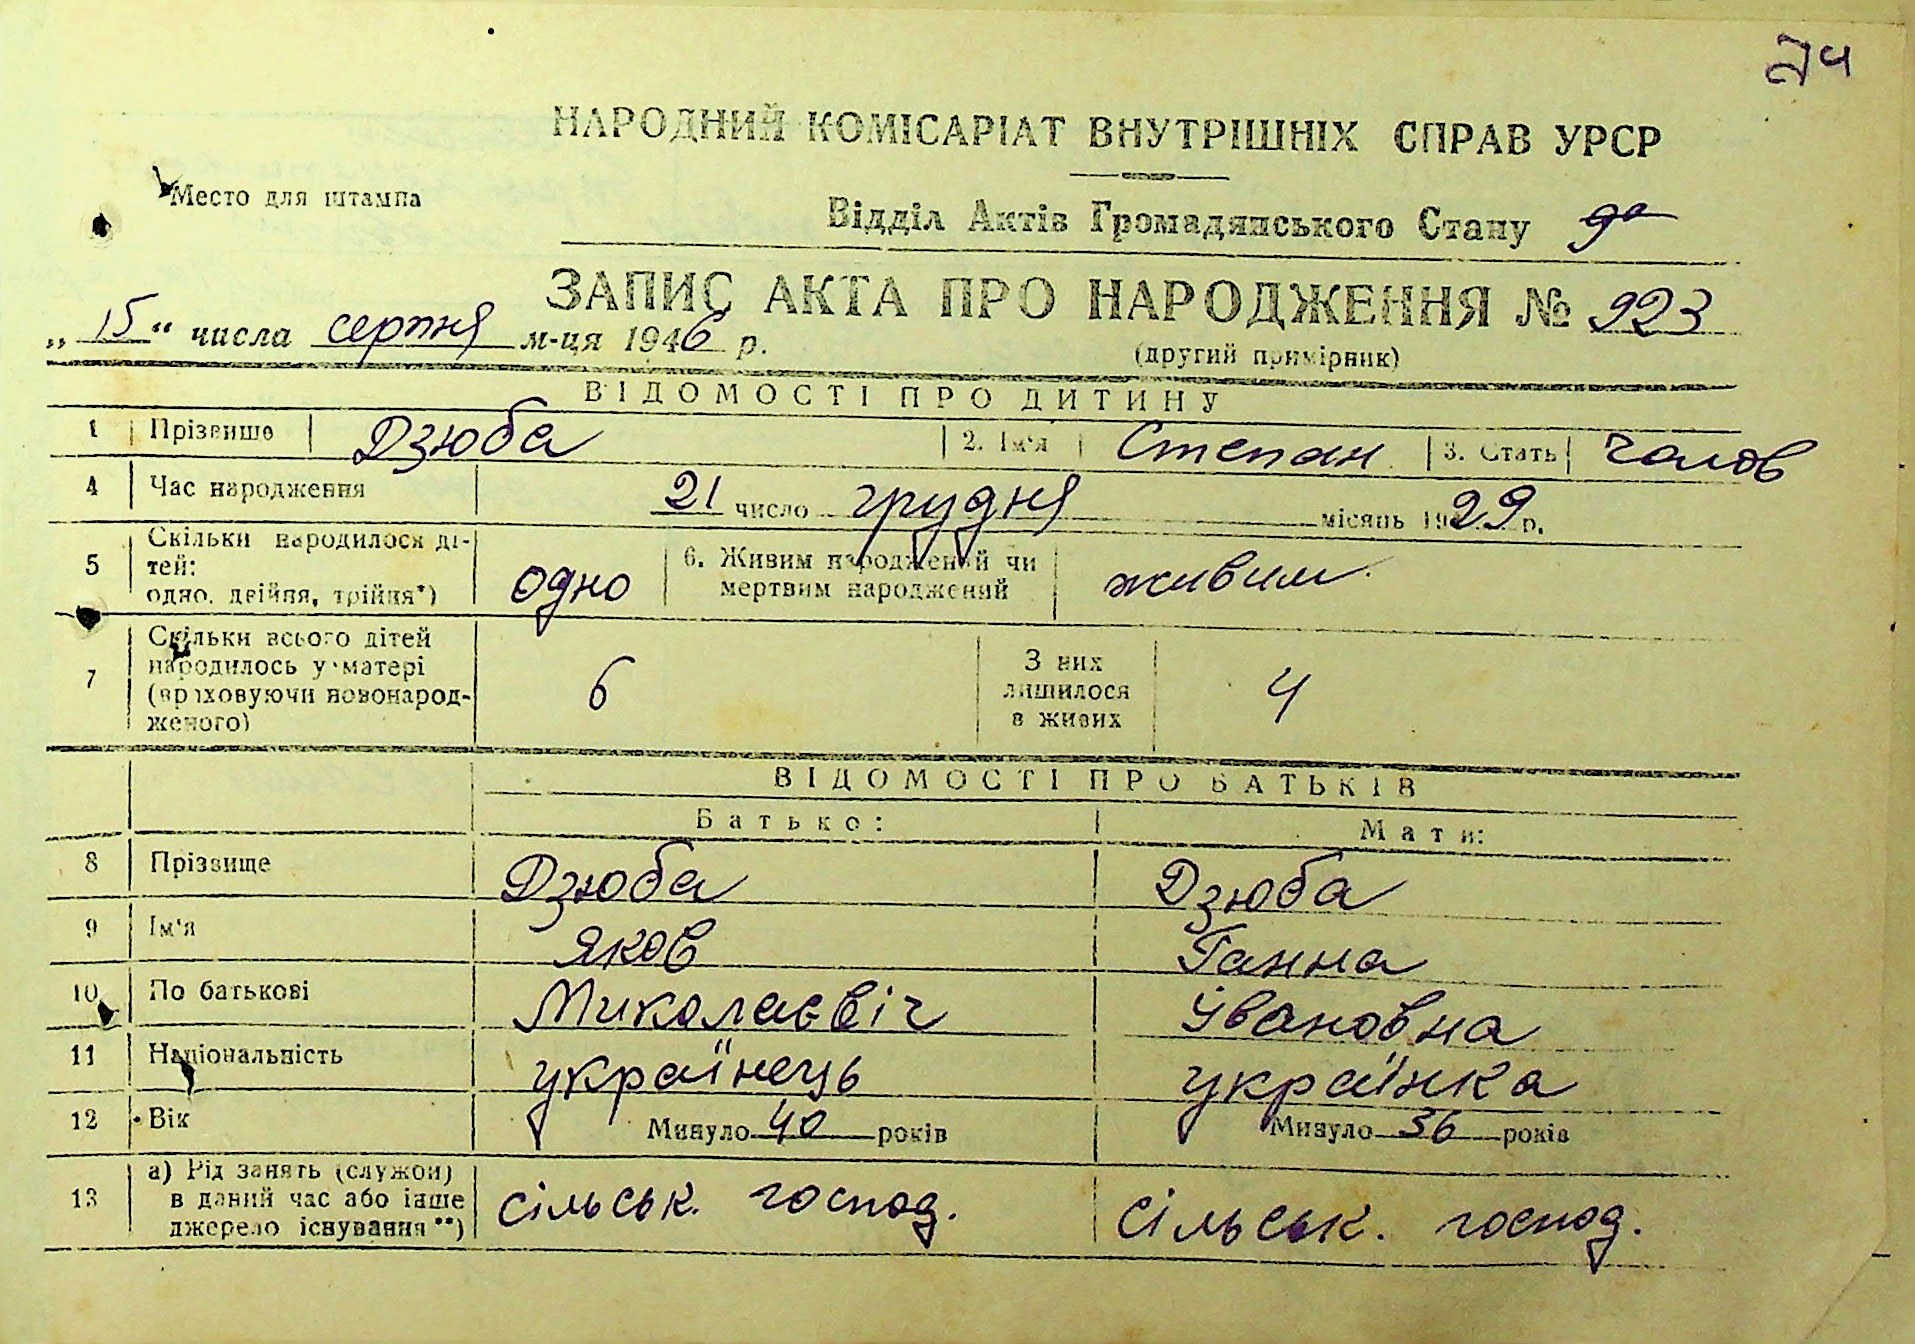 74
НАРОДНИЙ КОМІСАРІАТ ВНУТРІШНІХ СПРАВ УРСР
Место для штампа
Відділ Актів Громадянського Стану
ЗАПИС АКТА ПРО НАРОДЖЕННЯ № 923
„ 15 “ числа серпня м-ця 1946 р.
(другий примірник)
ВІДОМОСТІ ПРО ДИТИНУ
1 Прізвище Дзюба 2. Ім'я Степан 3. Стать чолов
4 Час народження 21 число грудня місяць 1929 р.
5 Скільки народилося ді-
тей:
одно, двійня, трійня*) одно
6. Живим народжений чи
мертвим народжений живим.
7 Скільки всього дітей
народилось у матері
(враховуючи новонарод-
женого) 6
З них
лишилося
в живих 4
ВІДОМОСТІ ПРО БАТЬКІВ
Батько: Мати:
8 Прізвище Дзюба Дзюба
9 Ім'я Яков Ганна
10 По батькові Миколаєвіч Івановна
11 Національність українець українка
12 Вік Минуло 40 років Минуло 36 років
13 а) Рід занять (служби)
в даний час або інше
джерело існування**) сільськ. господ. сільськ. господ.